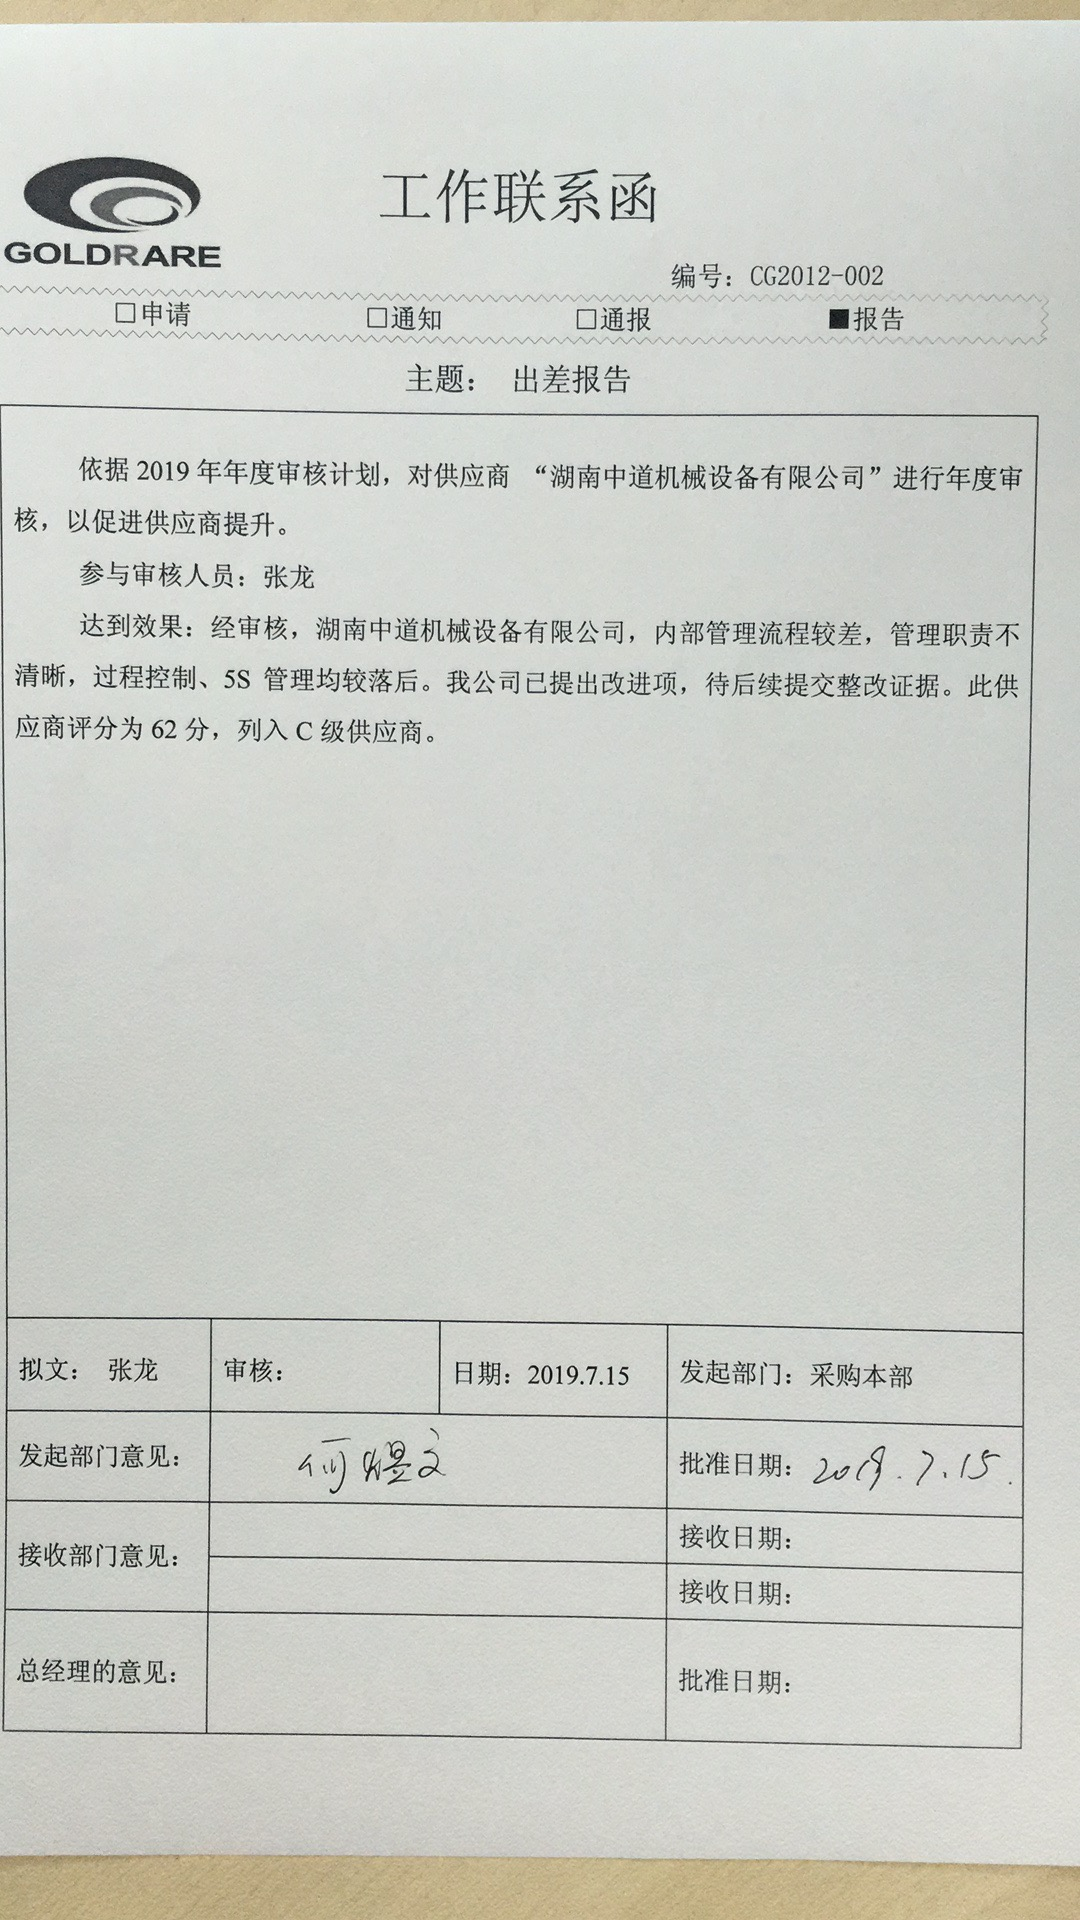 GOLDRARE
工作联系函
编号：CG2012-002
□申请 □通知 □通报 ■报告
主题： 出差报告
依据 2019 年年度审核计划，对供应商 “湖南中道机械设备有限公司”进行年度审
核，以促进供应商提升。
参与审核人员：张龙
达到效果：经审核，湖南中道机械设备有限公司，内部管理流程较差，管理职责不
清晰，过程控制、5S 管理均较落后。我公司已提出改进项，待后续提交整改证据。此供
应商评分为 62 分，列入 C 级供应商。
拟文： 张龙 审核： 日期：2019.7.15 发起部门：采购本部
发起部门意见： 何煜文 批准日期：2019.7.15.
接收部门意见： 接收日期：
接收日期：
总经理的意见： 批准日期：